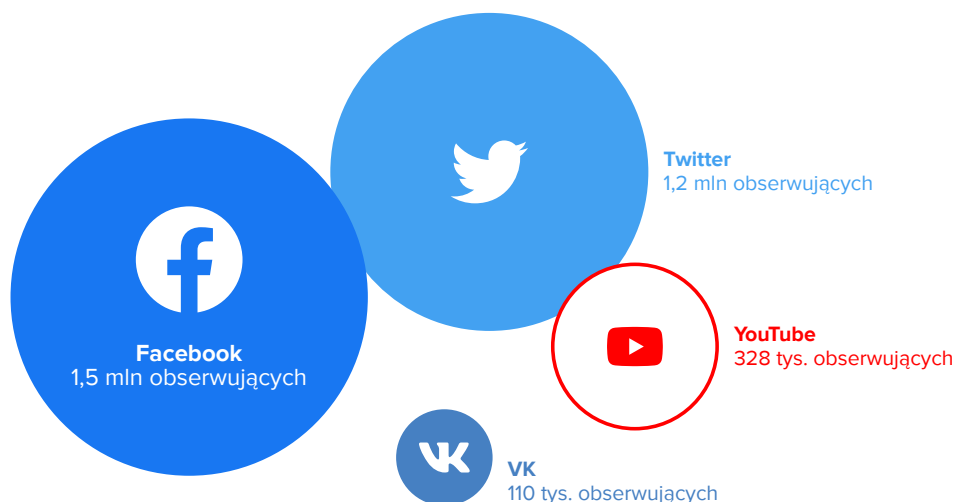 Twitter
1,2 mln obserwujących
Facebook
1,5 mln obserwujących
YouTube
328 tys. obserwujących
VK
110 tys. obserwujących